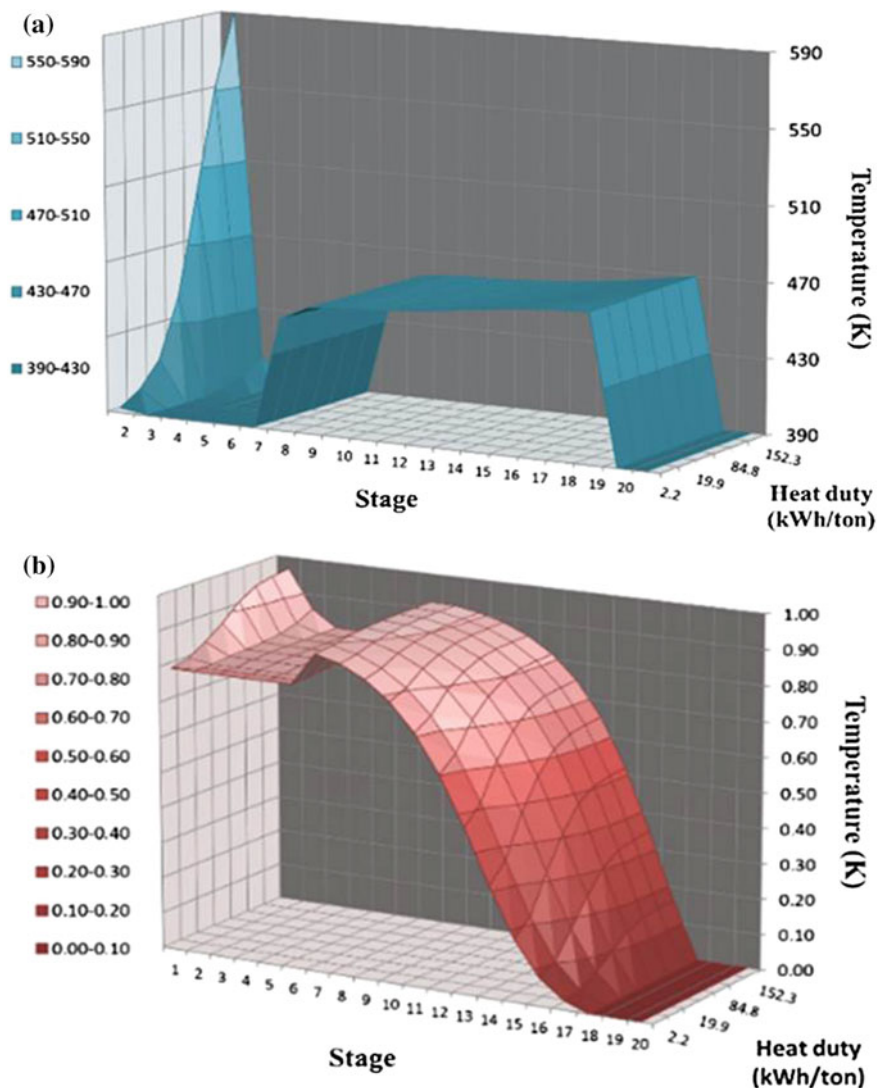 (a)
550-590
510-550
470-510
430-470
390-430
590
550
510
470
430
390
Temperature (K)
2 3 4 5 6 7 8 9 10 11 12 13 14 15 16 17 18 19 20
Stage
2.2 19.9 84.8 152.3
Heat duty
(kWh/ton)
(b)
0.90-1.00
0.80-0.90
0.70-0.80
0.60-0.70
0.50-0.60
0.40-0.50
0.30-0.40
0.20-0.30
0.10-0.20
0.00-0.10
1.00
0.90
0.80
0.70
0.60
0.50
0.40
0.30
0.20
0.10
0.00
Temperature (K)
1 2 3 4 5 6 7 8 9 10 11 12 13 14 15 16 17 18 19 20
Stage
2.2 19.9 84.8 152.3
Heat duty
(kWh/ton)